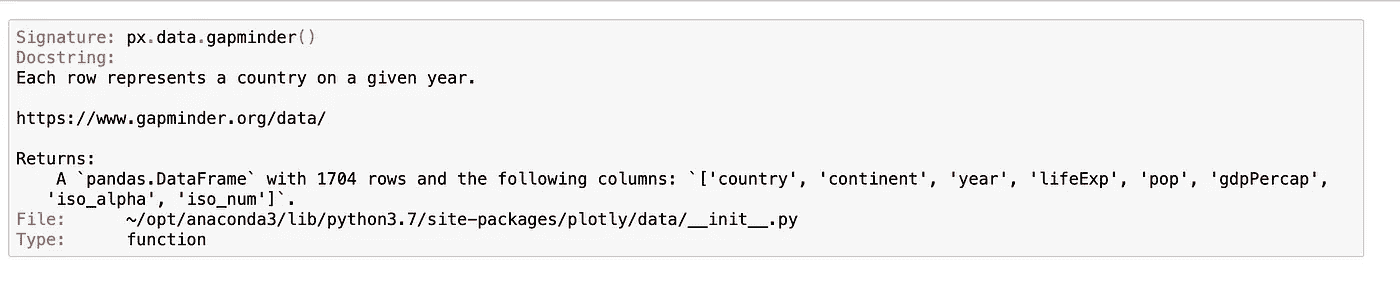 Signature: px.data.gapminder()
Docstring:
Each row represents a country on a given year.
https://www.gapminder.org/data/
Returns:
A `pandas.DataFrame` with 1704 rows and the following columns: `['country', 'continent', 'year', 'lifeExp', 'pop', 'gdpPercap',
'iso_alpha', 'iso_num']`.
File: ~/opt/anaconda3/lib/python3.7/site-packages/plotly/data/__init__.py
Type: function